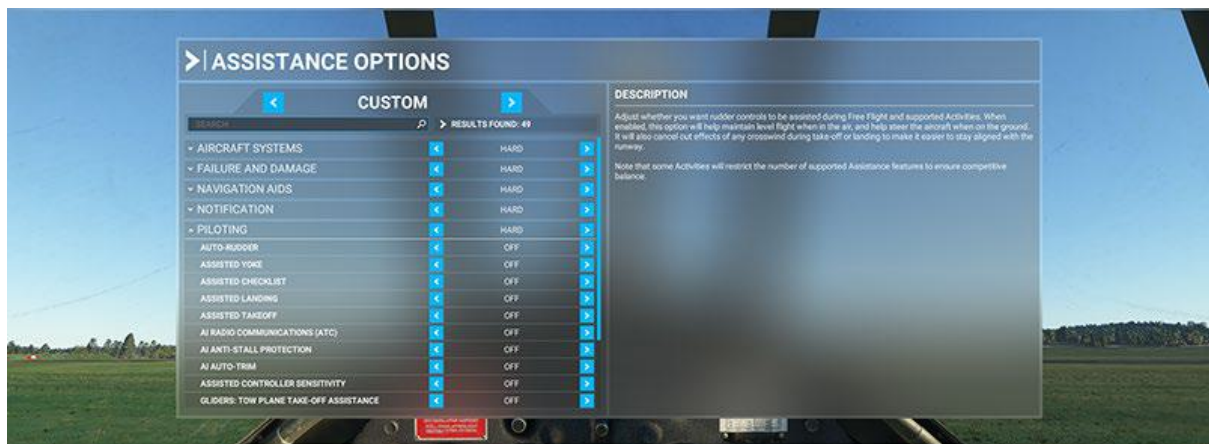 ASSISTANCE OPTIONS
CUSTOM
SEARCH
RESULTS FOUND: 49
AIRCRAFT SYSTEMS HARD
FAILURE AND DAMAGE HARD
NAVIGATION AIDS HARD
NOTIFICATION HARD
PILOTING HARD
AUTO-RUDDER OFF
ASSISTED YOKE OFF
ASSISTED CHECKLIST OFF
ASSISTED LANDING OFF
ASSISTED TAKEOFF OFF
AI RADIO COMMUNICATIONS (ATC) OFF
AI ANTI-STALL PROTECTION OFF
AI AUTO-TRIM OFF
ASSISTED CONTROLLER SENSITIVITY OFF
GLIDERS: TOW PLANE TAKE-OFF ASSISTANCE OFF
DESCRIPTION
Adjust whether you want rudder controls to be assisted during Free Flight and supported Activities. When
enabled, this option will help maintain level flight when in the air, and help steer the aircraft when on the ground.
It will also cancel out effects of any crosswind during take-off or landing to make it easier to stay aligned with the
runway.
Note that some Activities will restrict the number of supported Assistance features to ensure competitive
balance.